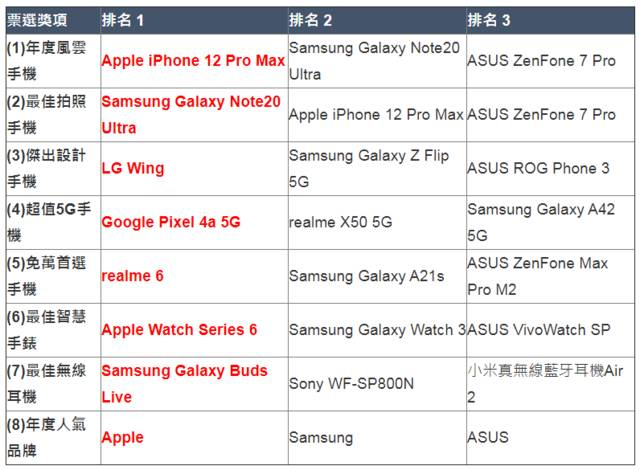 票選獎項 排名 1 排名 2 排名 3
(1)年度風雲手機 Apple iPhone 12 Pro Max Samsung Galaxy Note20 Ultra ASUS ZenFone 7 Pro
(2)最佳拍照手機 Samsung Galaxy Note20 Ultra Apple iPhone 12 Pro Max ASUS ZenFone 7 Pro
(3)傑出設計手機 LG Wing Samsung Galaxy Z Flip 5G ASUS ROG Phone 3
(4)超值5G手機 Google Pixel 4a 5G realme X50 5G Samsung Galaxy A42 5G
(5)免萬首選手機 realme 6 Samsung Galaxy A21s ASUS ZenFone Max Pro M2
(6)最佳智慧手錶 Apple Watch Series 6 Samsung Galaxy Watch 3 ASUS VivoWatch SP
(7)最佳無線耳機 Samsung Galaxy Buds Live Sony WF-SP800N 小米真無線藍牙耳機Air 2
(8)年度人氣品牌 Apple Samsung ASUS